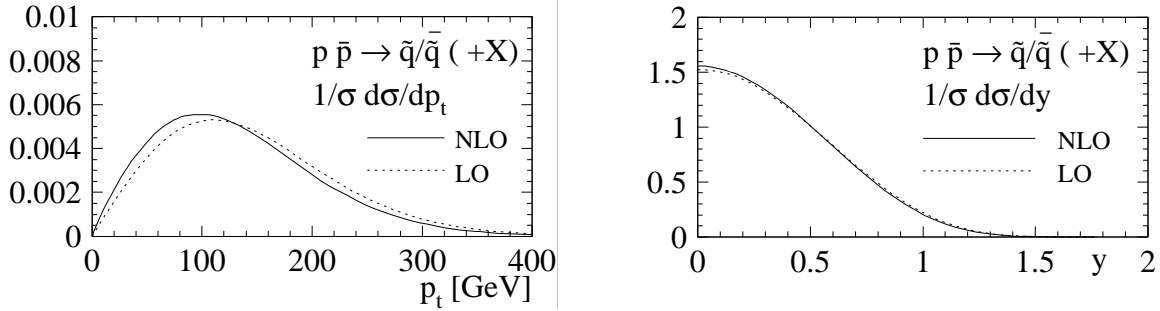 0.01
0.008
0.006
0.004
0.002
0
p p̄ → q̃/q̃̄ ( +X)
1/σ dσ/dp_t
NLO
LO
0 100 200 300 400
p_t [GeV]
2
1.5
1
0.5
0
p p̄ → q̃/q̃̄ ( +X)
1/σ dσ/dy
NLO
LO
0 0.5 1 1.5 y 2